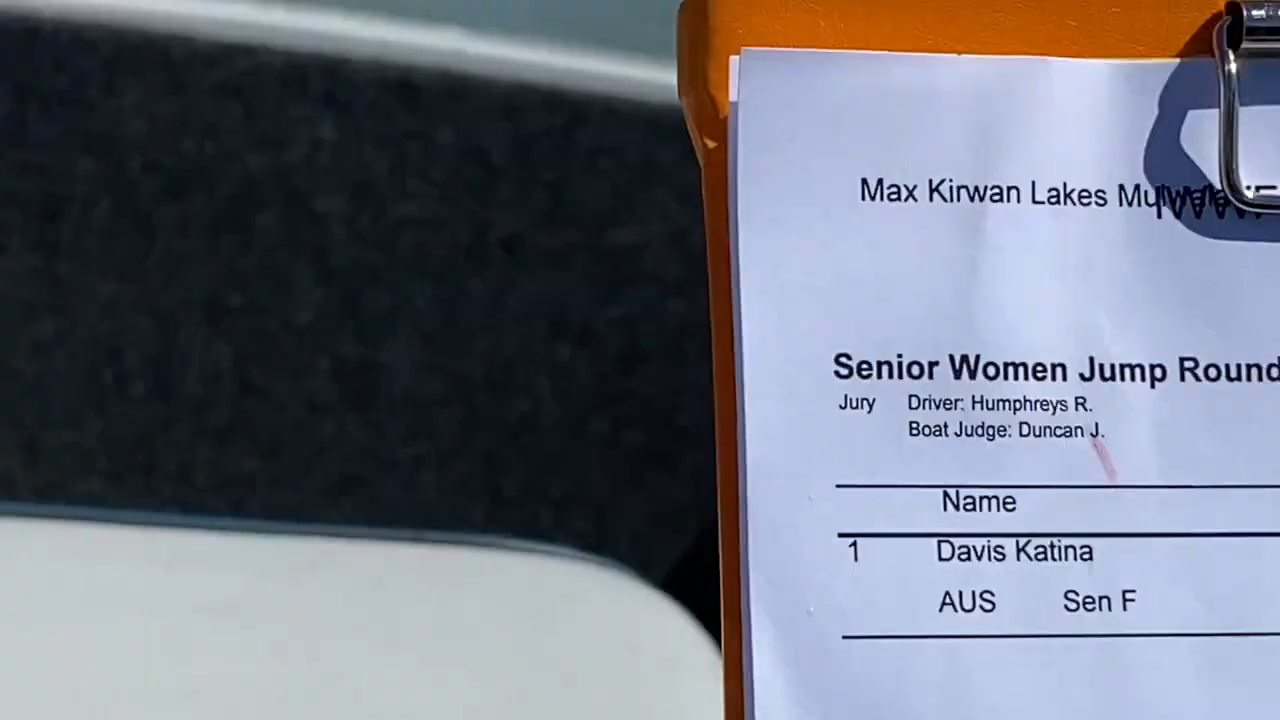 Max Kirwan Lakes Mulwala
Senior Women Jump Round
Jury Driver: Humphreys R.
Boat Judge: Duncan J.
Name
1 Davis Katina
AUS Sen F